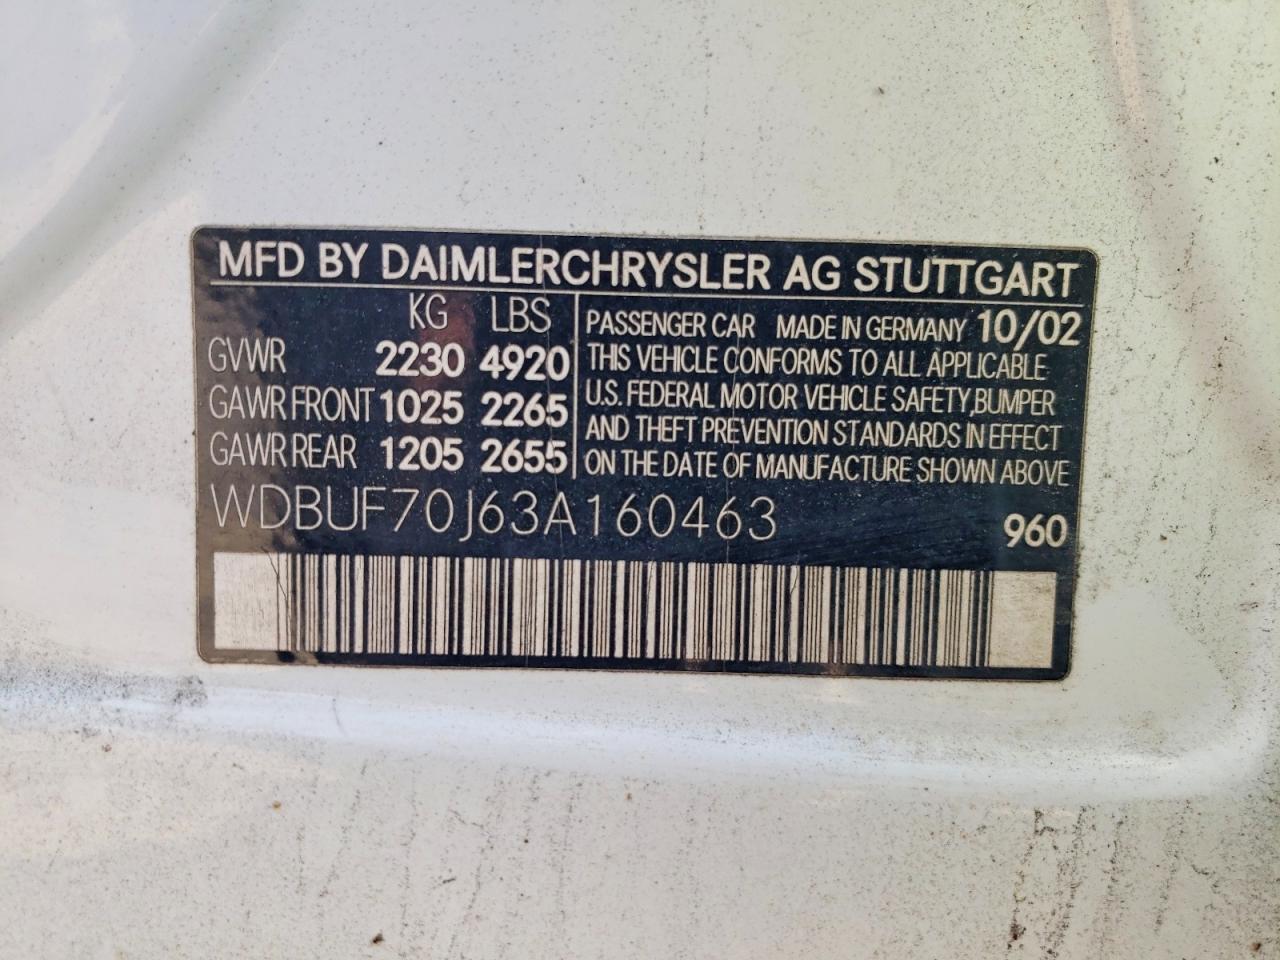 MFD BY DAIMLERCHRYSLER AG STUTTGART
KG LBS
GVWR 2230 4920
GAWR FRONT 1025 2265
GAWR REAR 1205 2655
PASSENGER CAR MADE IN GERMANY 10/02
THIS VEHICLE CONFORMS TO ALL APPLICABLE
U.S. FEDERAL MOTOR VEHICLE SAFETY,BUMPER
AND THEFT PREVENTION STANDARDS IN EFFECT
ON THE DATE OF MANUFACTURE SHOWN ABOVE
WDBUF70J63A160463
960